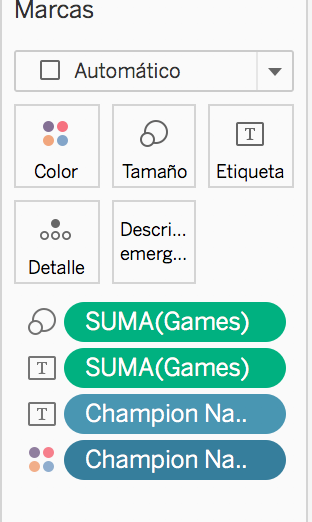 Marcas
Automático
Color
Tamaño
T
Etiqueta
Detalle
Descri...
emerg...
SUMA(Games)
T
SUMA(Games)
T
Champion Na..
Champion Na..